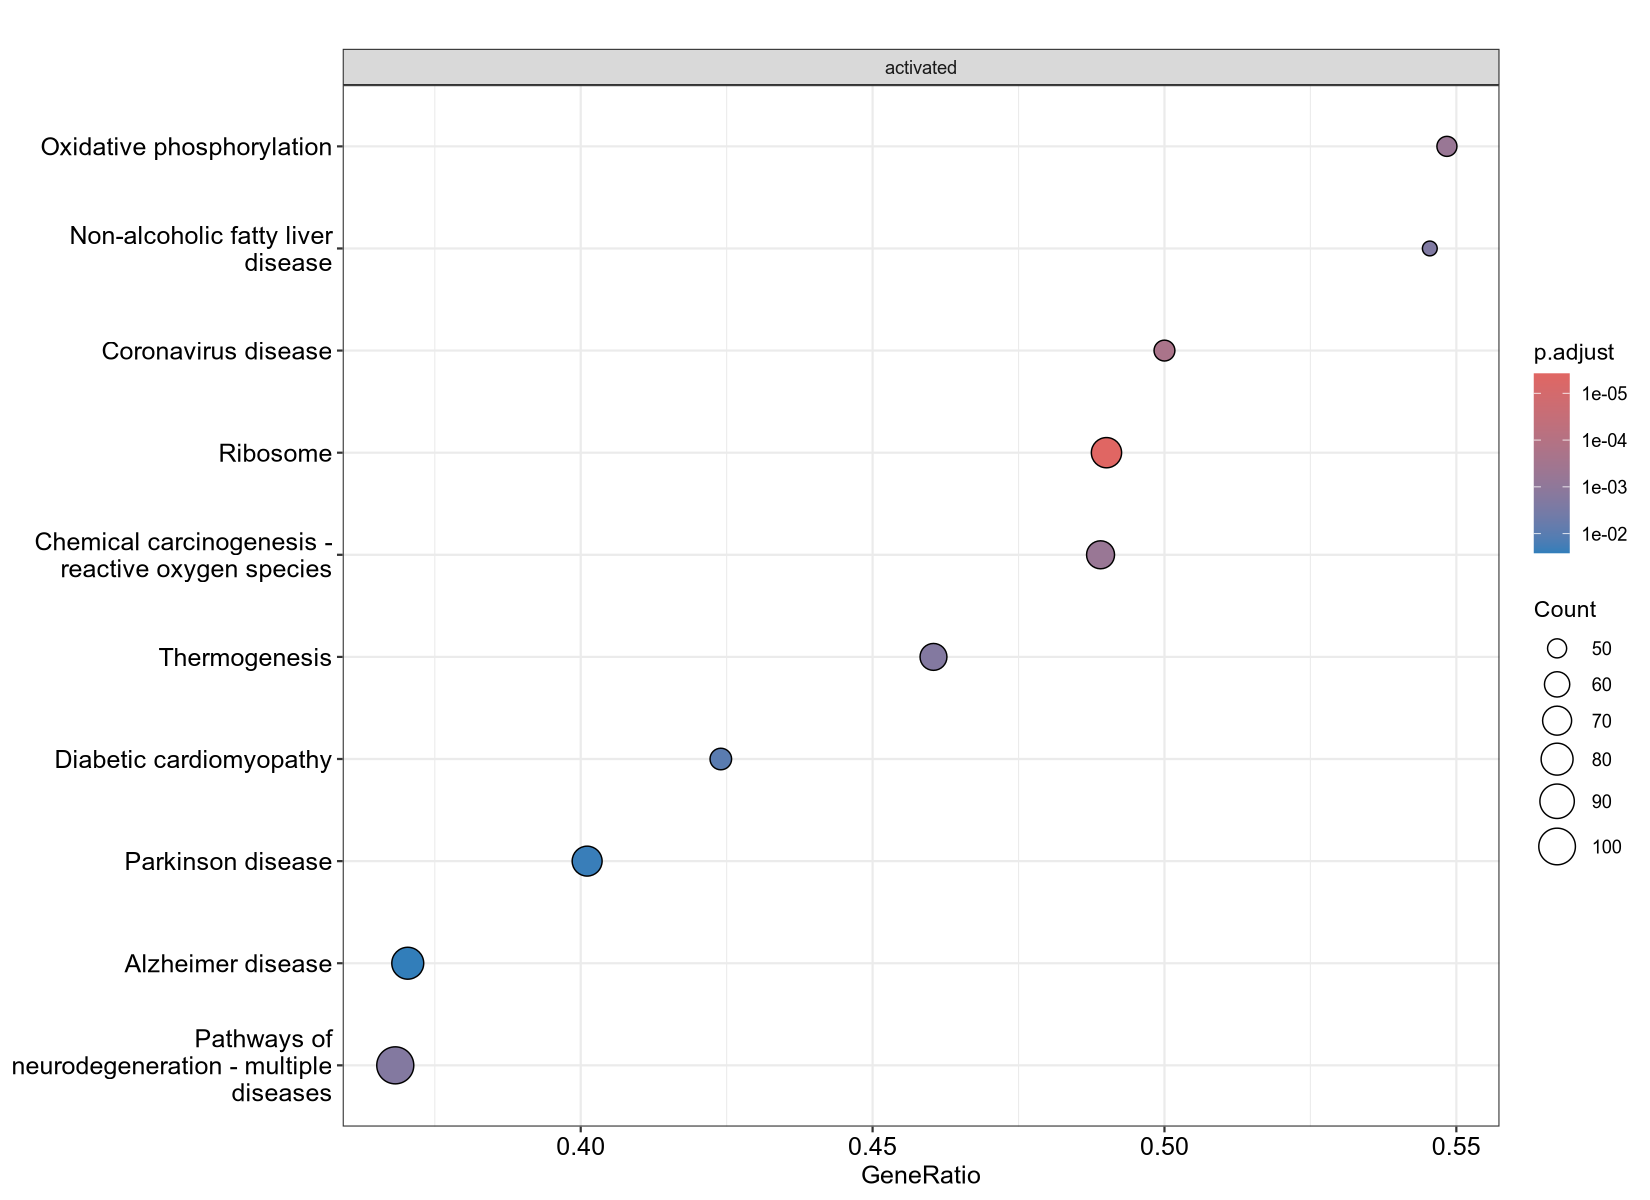 activated
Oxidative phosphorylation
Non-alcoholic fatty liver
disease
Coronavirus disease
Ribosome
Chemical carcinogenesis -
reactive oxygen species
Thermogenesis
Diabetic cardiomyopathy
Parkinson disease
Alzheimer disease
Pathways of
neurodegeneration - multiple
diseases
0.40 0.45 0.50 0.55
GeneRatio
p.adjust
1e-05
1e-04
1e-03
1e-02
Count
50
60
70
80
90
100